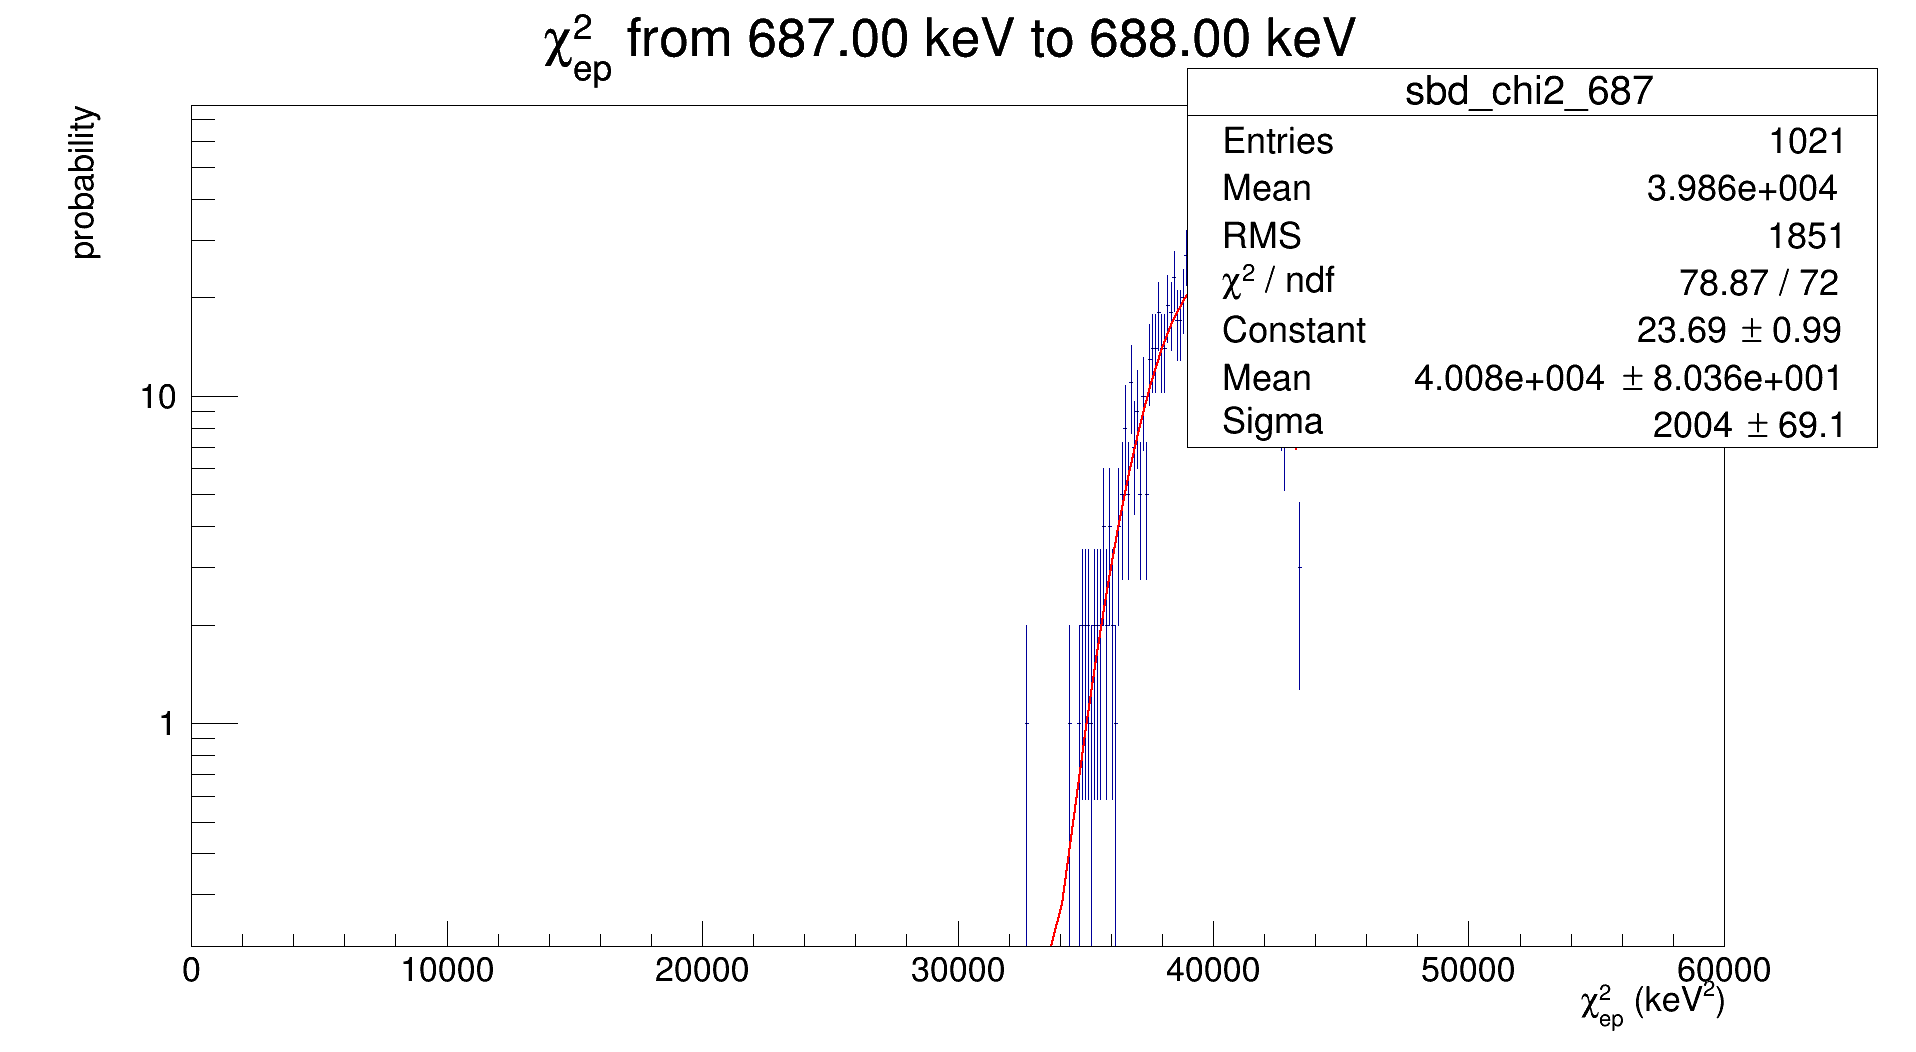 χ²ep from 687.00 keV to 688.00 keV
probability
sbd_chi2_687
Entries 1021
Mean 3.986e+004
RMS 1851
χ² / ndf 78.87 / 72
Constant 23.69 ± 0.99
Mean 4.008e+004 ± 8.036e+001
Sigma 2004 ± 69.1
10
1
0 10000 20000 30000 40000 50000 60000
χ²ep (keV²)